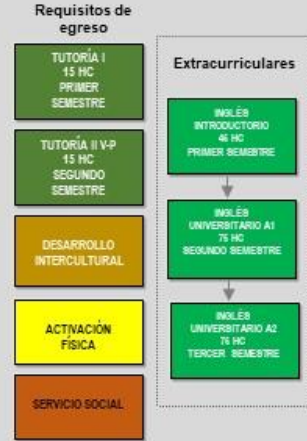 Requisitos de
egreso
TUTORÍA I
15 HC
PRIMER
SEMESTRE
TUTORÍA II V-P
15 HC
SEGUNDO
SEMESTRE
DESARROLLO
INTERCULTURAL
ACTIVACIÓN
FÍSICA
SERVICIO SOCIAL
Extracurriculares
INGLÉS
INTRODUCTORIO
46 HC
PRIMER SEMESTRE
INGLÉS
UNIVERSITARIO A1
75 HC
SEGUNDO SEMESTRE
INGLÉS
UNIVERSITARIO A2
76 HC
TERCER SEMESTRE